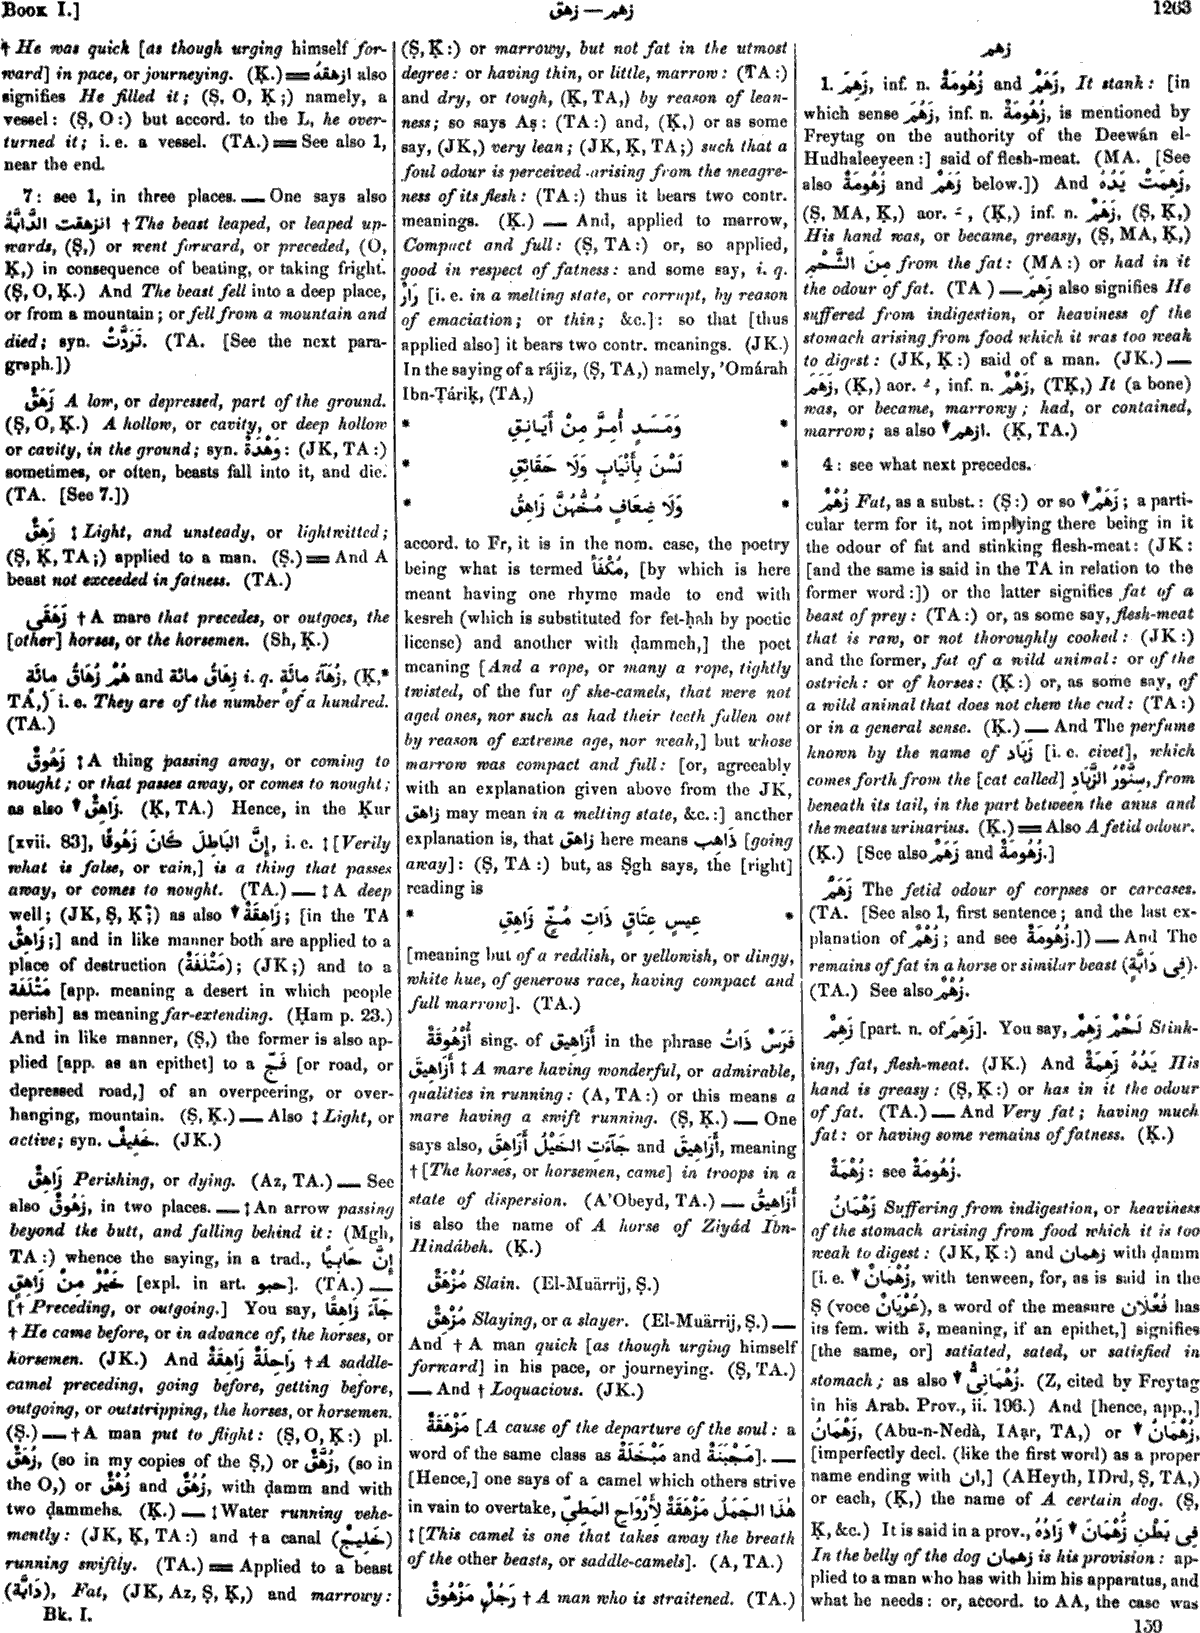 Book I.]
زهق — زهم
1263
† He was quick [as though urging himself for-
ward] in pace, or journeying. (Ḳ.) = ازهقهُ also
signifies He filled it; (Ṣ, O, Ḳ;) namely, a
vessel: (Ṣ, O:) but accord. to the L, he over-
turned it; i. e. a vessel. (TA.) = See also 1,
near the end.
7: see 1, in three places. — One says also
انزهقت الدَّابَّةُ † The beast leaped, or leaped up-
wards, (Ṣ,) or went forward, or preceded, (O,
Ḳ,) in consequence of beating, or taking fright.
(Ṣ, O, Ḳ.) And The beast fell into a deep place,
or from a mountain; or fell from a mountain and
died; syn. تَرَدَّتْ. (TA. [See the next para-
graph.])
زَهْقٌ A low, or depressed, part of the ground.
(Ṣ, O, Ḳ.) A hollow, or cavity, or deep hollow
or cavity, in the ground; syn. وَهْدَةٌ: (JK, TA:)
sometimes, or often, beasts fall into it, and die.
(TA. [See 7.])
زَهِقٌ ‡ Light, and unsteady, or lightwitted;
(Ṣ, Ḳ, TA;) applied to a man. (Ṣ.) = And A
beast not exceeded in fatness. (TA.)
زَهَقَى † A mare that precedes, or outgoes, the
[other] horses, or the horsemen. (Sh, Ḳ.)
هُمْ زُهَاقُ مِائَةٍ and زِهَاقُ مائة i. q. زُهَآءُ مِائَةٍ, (Ḳ,*
TA,) i. e. They are of the number of a hundred.
(TA.)
زَهُوقٌ ‡ A thing passing away, or coming to
nought; or that passes away, or comes to nought;
as also ▼ زَاهِقٌ. (Ḳ, TA.) Hence, in the Ḳur
[xvii. 83], إِنَّ البَاطِلَ كَانَ زَهُوقًا, i. e. ‡ [Verily
what is false, or vain,] is a thing that passes
away, or comes to nought. (TA.) — ‡ A deep
well; (JK, Ṣ, Ḳ;) as also ▼ زَاهِقَةٌ; [in the TA
زَاهِقٌ;] and in like manner both are applied to a
place of destruction (مَتْلَفَةٌ); (JK;) and to a
مَتْلَفَة [app. meaning a desert in which people
perish] as meaning far-extending. (Ḥam p. 23.)
And in like manner, (Ṣ,) the former is also ap-
plied [app. as an epithet] to a فَجّ [or road, or
depressed road,] of an overpeering, or over-
hanging, mountain. (Ṣ, Ḳ.) — Also ‡ Light, or
active; syn. خَفِيفٌ. (JK.)
زَاهِقٌ Perishing, or dying. (Az, TA.) — See
also زَهُوقٌ, in two places. — ‡ An arrow passing
beyond the butt, and falling behind it: (Mgh,
TA:) whence the saying, in a trad., إِنَّ حَابِيًا
خَيْرٌ مِنْ زَاهِقٍ [expl. in art. حبو]. (TA.) —
[† Preceding, or outgoing.] You say, جَآءَ زَاهِقًا
† He came before, or in advance of, the horses, or
horsemen. (JK.) And رَاحِلَةٌ زَاهِقَةٌ † A saddle-
camel preceding, going before, getting before,
outgoing, or outstripping, the horses, or horsemen.
(Ṣ.) — † A man put to flight: (Ṣ, O, Ḳ:) pl.
زُهَّقٌ, (so in my copies of the Ṣ,) or زُهَّقٌ, (so in
the O,) or زُهْقٌ and زُهُقٌ, with ḍamm and with
two ḍammehs. (Ḳ.) — ‡ Water running vehe-
mently: (JK, Ḳ, TA:) and † a canal (خَلِيجٌ)
running swiftly. (TA.) = Applied to a beast
(دَابَّةٌ), Fat, (JK, Az, Ṣ, Ḳ,) and marrowy:
Bk. I.
(Ṣ, Ḳ:) or marrowy, but not fat in the utmost
degree: or having thin, or little, marrow: (TA:)
and dry, or tough, (Ḳ, TA,) by reason of lean-
ness; so says Aṣ: (TA:) and, (Ḳ,) or as some
say, (JK,) very lean; (JK, Ḳ, TA;) such that a
foul odour is perceived arising from the meagre-
ness of its flesh: (TA:) thus it bears two contr.
meanings. (Ḳ.) — And, applied to marrow,
Compact and full: (Ṣ, TA:) or, so applied,
good in respect of fatness: and some say, i. q.
رَارٌ [i. e. in a melting state, or corrupt, by reason
of emaciation; or thin; &c.]: so that [thus
applied also] it bears two contr. meanings. (JK.)
In the saying of a rájiz, (Ṣ, TA,) namely, 'Omárah
Ibn-Ṭáriḳ, (TA,)
* وَمَسَدٍ أُمِرَّ مِنْ أَيَانِقِ *
* لَسْنَ بِأَنْيَابٍ وَلَا حَقَائِقِ *
* وَلَا ضِعَافٍ مُخُّهُنَّ زَاهِقُ *
accord. to Fr, it is in the nom. case, the poetry
being what is termed مُكْفَأً, [by which is here
meant having one rhyme made to end with
kesreh (which is substituted for fet-ḥah by poetic
license) and another with ḍammeh,] the poet
meaning [And a rope, or many a rope, tightly
twisted, of the fur of she-camels, that were not
aged ones, nor such as had their teeth fallen out
by reason of extreme age, nor weak,] but whose
marrow was compact and full: [or, agreeably
with an explanation given above from the JK,
زاهق may mean in a melting state, &c.:] another
explanation is, that زاهق here means ذَاهِب [going
away]: (Ṣ, TA:) but, as Ṣgh says, the [right]
reading is
* عِيسٍ عِتَاقٍ ذَاتِ مُخٍّ زَاهِقِ *
[meaning but of a reddish, or yellowish, or dingy,
white hue, of generous race, having compact and
full marrow]. (TA.)
أُزْهُوقَةٌ sing. of أَزَاهِيق in the phrase فَرَسٌ ذَاتُ
أَزَاهِيقَ ‡ A mare having wonderful, or admirable,
qualities in running: (A, TA:) or this means a
mare having a swift running. (Ṣ, Ḳ.) — One
says also, جَآءَتِ الخَيْلُ أَزَاهِقَ and أَزَاهِيقَ, meaning
† [The horses, or horsemen, came] in troops in a
state of dispersion. (A'Obeyd, TA.) — أَزَاهِيقُ
is also the name of A horse of Ziyád Ibn-
Hindábeh. (Ḳ.)
مُزْهَقٌ Slain. (El-Muärrij, Ṣ.)
مُزْهِقٌ Slaying, or a slayer. (El-Muärrij, Ṣ.) —
And † A man quick [as though urging himself
forward] in his pace, or journeying. (Ṣ, TA.)
— And † Loquacious. (JK.)
مَزْهَقَةٌ [A cause of the departure of the soul: a
word of the same class as مَبْخَلَةٌ and مَجْبَنَةٌ]. —
[Hence,] one says of a camel which others strive
in vain to overtake, هٰذَا الجَمَلُ مَزْهَقَةٌ لِأَرْوَاحِ المَطِىِّ
‡ [This camel is one that takes away the breath
of the other beasts, or saddle-camels]. (A, TA.)
رَجُلٌ مَزْهُوقٌ † A man who is straitened. (TA.)
زهم
1. زَهِمَ, inf. n. زُهُومَةٌ and زَهَمٌ, It stank: [in
which sense زَهُمَ, inf. n. زُهُومَةٌ, is mentioned by
Freytag on the authority of the Deewán el-
Hudhaleeyeen:] said of flesh-meat. (MA. [See
also زُهُومَةٌ and زَهَمٌ below.]) And زَهِمَتْ يَدُهُ,
(Ṣ, MA, Ḳ,) aor. ـَ , (Ḳ,) inf. n. زَهَمٌ, (Ṣ, Ḳ,)
His hand was, or became, greasy, (Ṣ, MA, Ḳ,)
مِنَ الشَّحْمِ from the fat: (MA:) or had in it
the odour of fat. (TA) — زَهِمَ also signifies He
suffered from indigestion, or heaviness of the
stomach arising from food which it was too weak
to digest: (JK, Ḳ:) said of a man. (JK.) —
زَهَمَ, (Ḳ,) aor. ـَ , inf. n. زَهْمٌ, (TḲ,) It (a bone)
was, or became, marrowy; had, or contained,
marrow; as also ▼ ازهم. (Ḳ, TA.)
4: see what next precedes.
زُهْمٌ Fat, as a subst.: (Ṣ:) or so ▼ زَهَمٌ; a parti-
cular term for it, not implying there being in it
the odour of fat and stinking flesh-meat: (JK:
[and the same is said in the TA in relation to the
former word:]) or the latter signifies fat of a
beast of prey: (TA:) or, as some say, flesh-meat
that is raw, or not thoroughly cooked: (JK:)
and the former, fat of a wild animal: or of the
ostrich: or of horses: (Ḳ:) or, as some say, of
a wild animal that does not chew the cud: (TA:)
or in a general sense. (Ḳ.) — And The perfume
known by the name of زَبَاد [i. e. civet], which
comes forth from the [cat called] سِنَّوْرُ الزَّبَادِ, from
beneath its tail, in the part between the anus and
the meatus urinarius. (Ḳ.) = Also A fetid odour.
(Ḳ.) [See also زَهَمٌ and زُهُومَةٌ.]
زَهَمٌ The fetid odour of corpses or carcases.
(TA. [See also 1, first sentence; and the last ex-
planation of زُهْمٌ; and see زُهُومَةٌ.]) — And The
remains of fat in a horse or similar beast (فِى دَابَّةٍ).
(TA.) See also زُهْمٌ.
زَهِمٌ [part. n. of زَهِمَ]. You say, لَحْمٌ زَهِمٌ Stink-
ing, fat, flesh-meat. (JK.) And يَدُهُ زَهِمَةٌ His
hand is greasy: (Ṣ, Ḳ:) or has in it the odour
of fat. (TA.) — And Very fat; having much
fat: or having some remains of fatness. (Ḳ.)
زُهْمَةٌ: see زُهُومَةٌ.
زَهْمَانُ Suffering from indigestion, or heaviness
of the stomach arising from food which it is too
weak to digest: (JK, Ḳ:) and زهمان with ḍamm
[i. e. ▼ زُهْمَانٌ, with tenween, for, as is said in the
Ṣ (voce عُرْيَانٌ), a word of the measure فُعْلَان has
its fem. with ة, meaning, if an epithet,] signifies
[the same, or] satiated, sated, or satisfied in
stomach; as also ▼ زُهْمَانِىٌّ. (Z, cited by Freytag
in his Arab. Prov., ii. 196.) And [hence, app.,]
زَهْمَانُ, (Abu-n-Nedà, IAạr, TA,) or ▼ زُهْمَانُ,
[imperfectly decl. (like the first word) as a proper
name ending with ان,] (AHeyth, IDrd, Ṣ, TA,)
or each, (Ḳ,) the name of A certain dog. (Ṣ,
Ḳ, &c.) It is said in a prov., فِى بَطْنِ زُهْمَانَ ▼ زَادُهُ
In the belly of the dog زهمان is his provision: ap-
plied to a man who has with him his apparatus, and
what he needs: or, accord. to AA, the case was
159